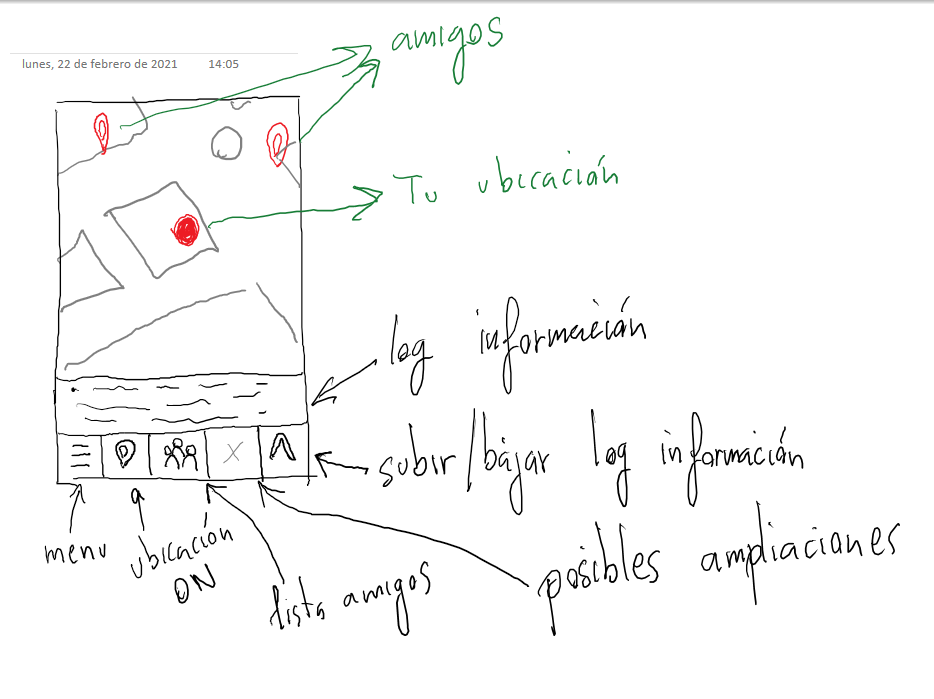 lunes, 22 de febrero de 2021 14:05
amigos
Tu ubicación
log información
subir/bajar log información
menu
ubicación
ON
lista amigos
posibles ampliaciones